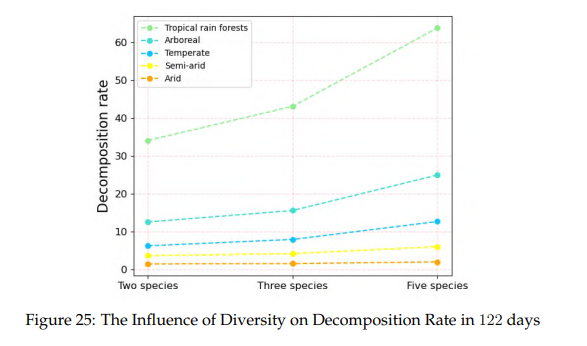 Tropical rain forests
Arboreal
Temperate
Semi-arid
Arid
Decomposition rate
60
50
40
30
20
10
0
Two species Three species Five species
Figure 25: The Influence of Diversity on Decomposition Rate in 122 days